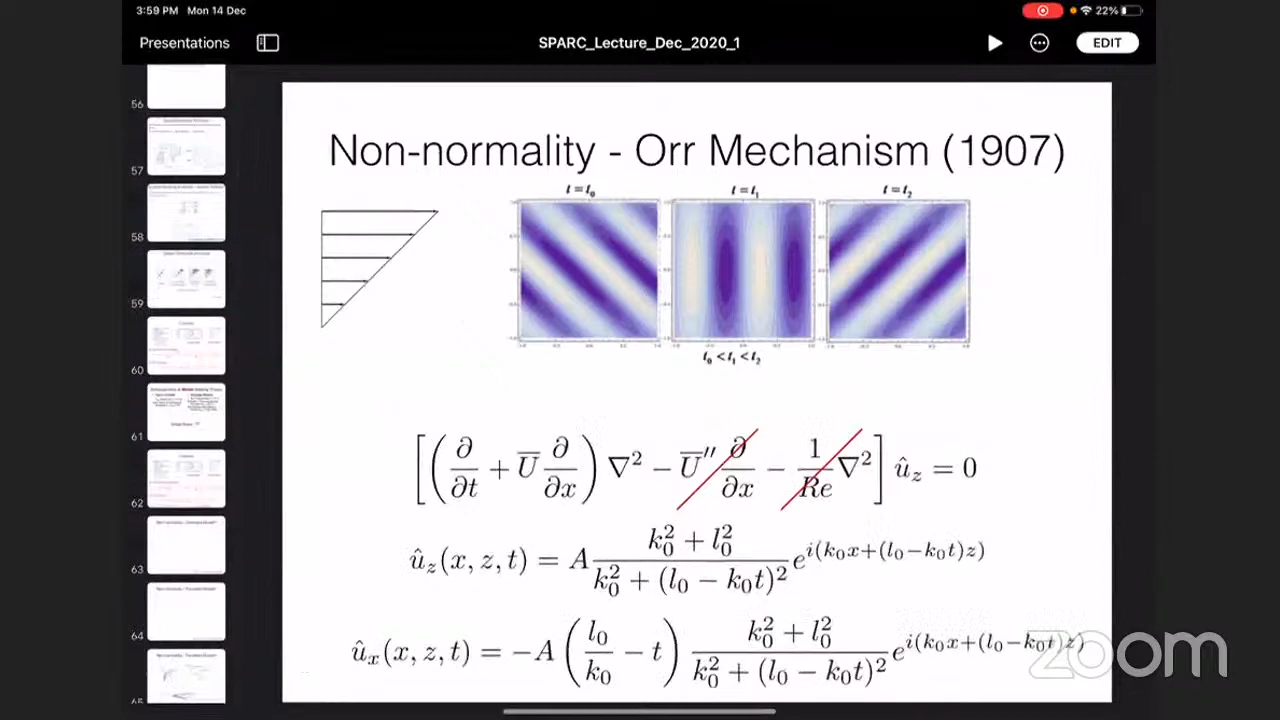 3:59 PM Mon 14 Dec
22%
Presentations
SPARC_Lecture_Dec_2020_1
EDIT
56
57
58
59
60
61
62
63
64
Non-normality - Orr Mechanism (1907)
t = t₀
t = t₁
t = t₂
t₀ < t₁ < t₂
[(∂/∂t + U̅ ∂/∂x) ∇² − U̅″ ∂/∂x − 1/Re ∇²] û_z = 0
û_z(x, z, t) = A (k₀² + l₀²)/(k₀² + (l₀ − k₀t)²) e^{i(k₀x+(l₀−k₀t)z)}
û_x(x, z, t) = −A (l₀/k₀ − t) (k₀² + l₀²)/(k₀² + (l₀ − k₀t)²) e^{i(k₀x+(l₀−k₀t)z)}
zoom